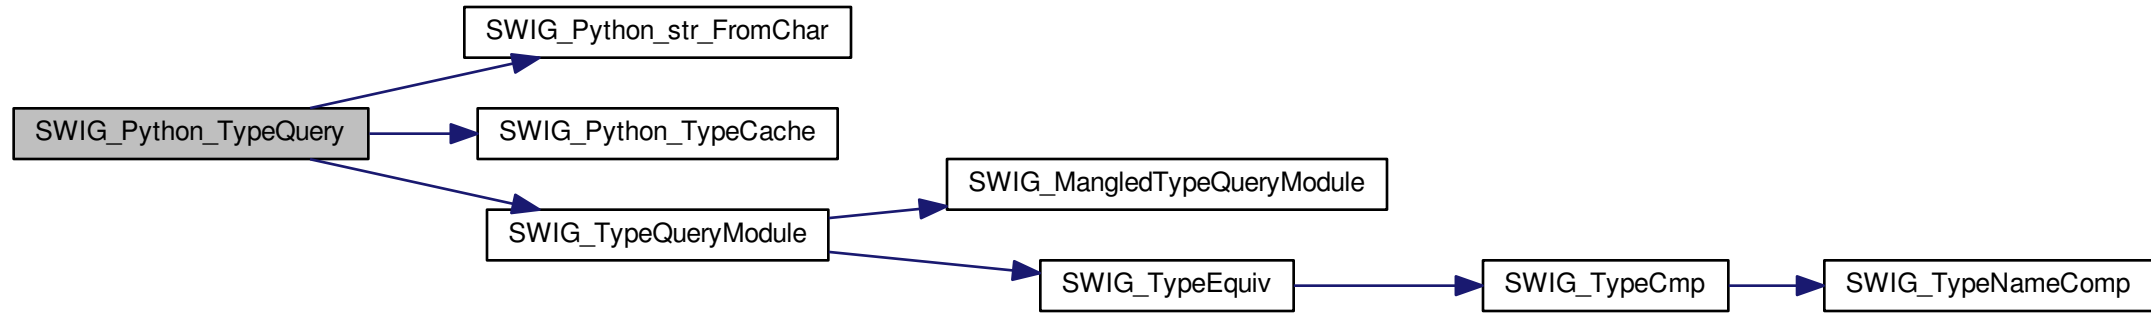 SWIG_Python_str_FromChar
SWIG_Python_TypeQuery
SWIG_Python_TypeCache
SWIG_MangledTypeQueryModule
SWIG_TypeQueryModule
SWIG_TypeEquiv
SWIG_TypeCmp
SWIG_TypeNameComp